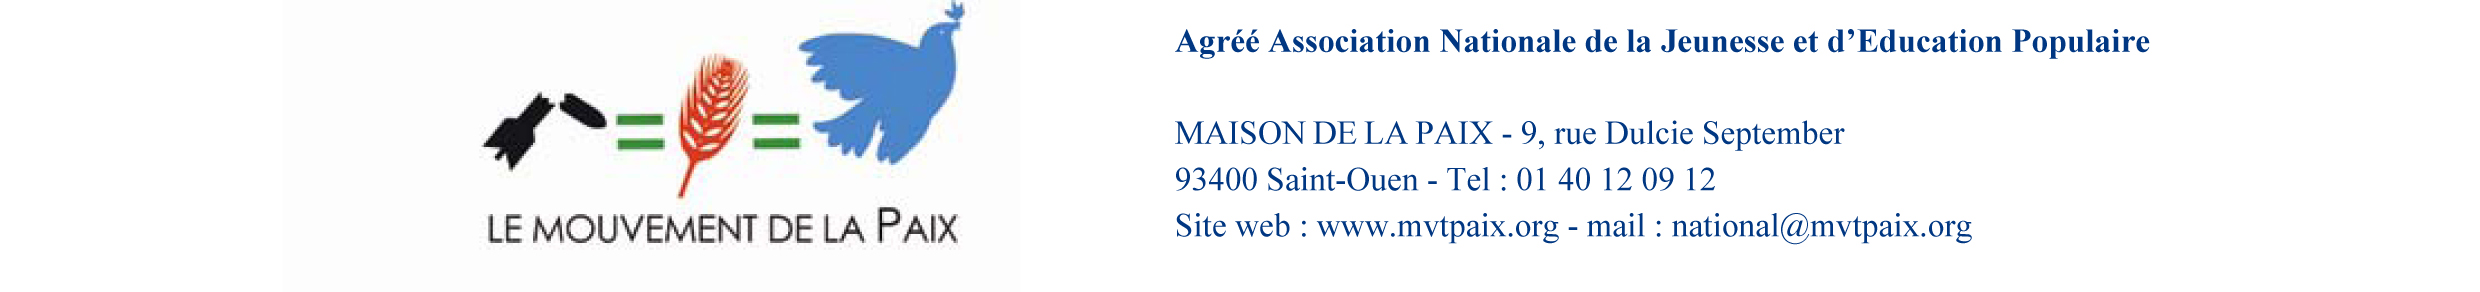 LE MOUVEMENT DE LA PAIX
Agréé Association Nationale de la Jeunesse et d’Education Populaire
MAISON DE LA PAIX - 9, rue Dulcie September
93400 Saint-Ouen - Tel : 01 40 12 09 12
Site web : www.mvtpaix.org - mail : national@mvtpaix.org